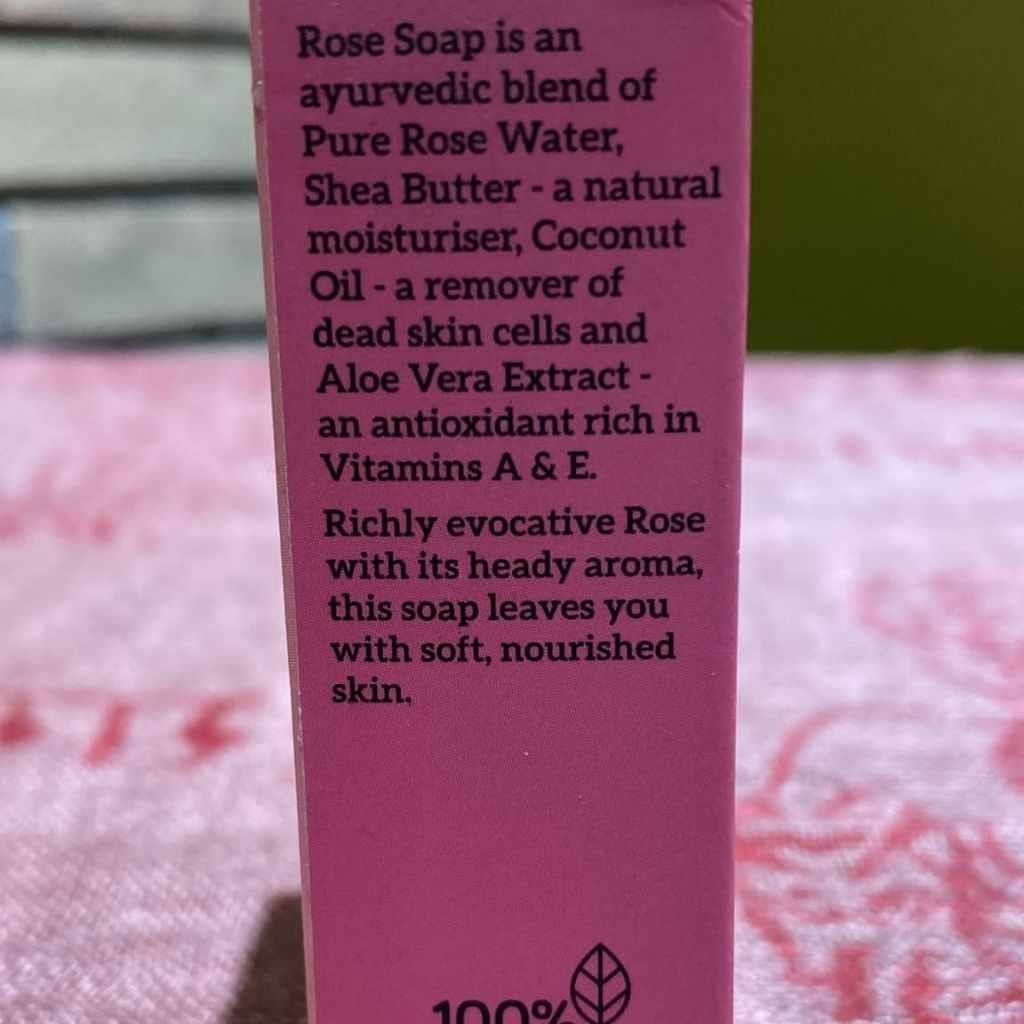 Rose Soap is an
ayurvedic blend of
Pure Rose Water,
Shea Butter - a natural
moisturiser, Coconut
Oil - a remover of
dead skin cells and
Aloe Vera Extract -
an antioxidant rich in
Vitamins A & E.
Richly evocative Rose
with its heady aroma,
this soap leaves you
with soft, nourished
skin,
100%